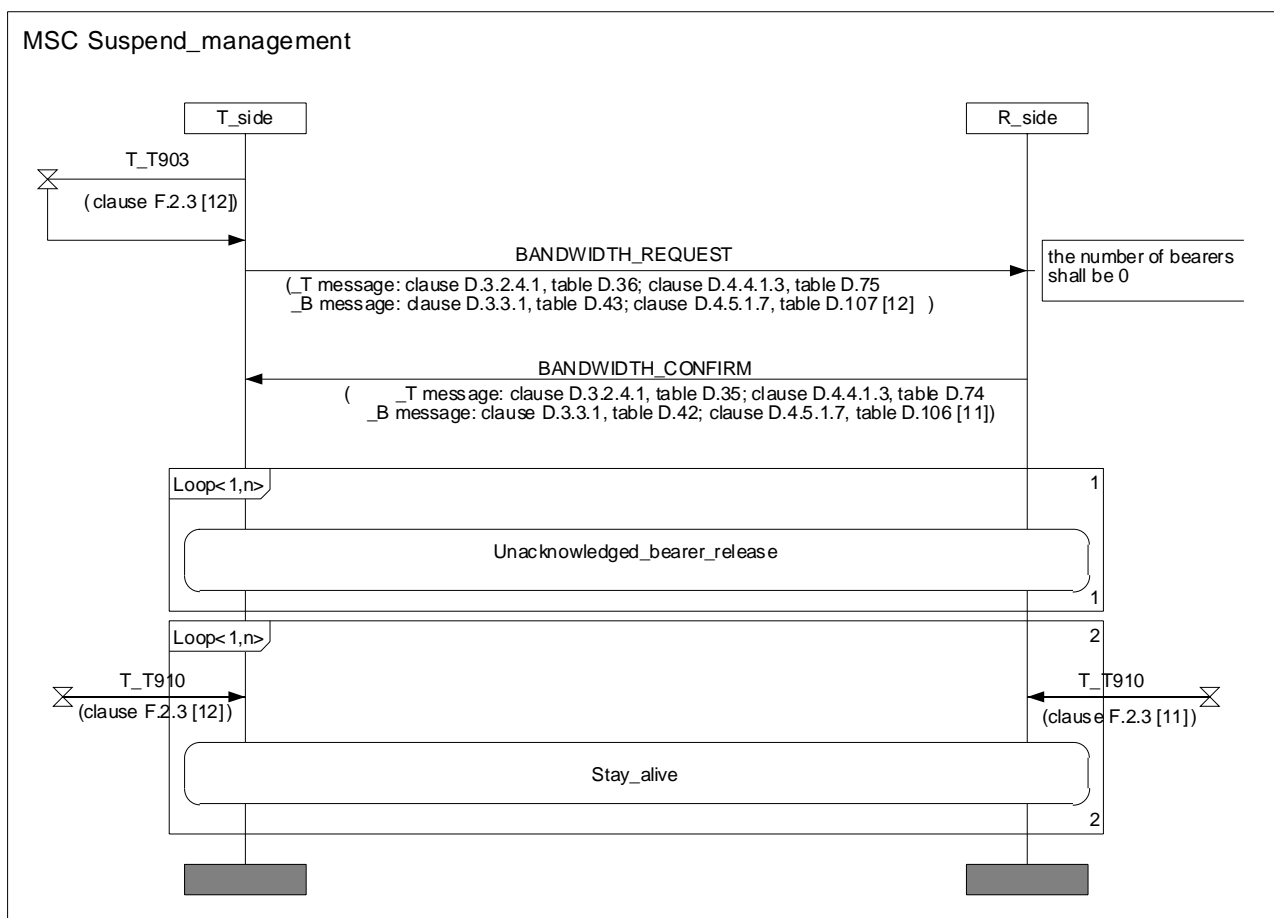 MSC Suspend_management
T_side
R_side
T_T903
(clause F.2.3 [12])
BANDWIDTH_REQUEST
(_T message: clause D.3.2.4.1, table D.36; clause D.4.4.1.3, table D.75
_B message: clause D.3.3.1, table D.43; clause D.4.5.1.7, table D.107 [12] )
the number of bearers
shall be 0
BANDWIDTH_CONFIRM
( _T message: clause D.3.2.4.1, table D.35; clause D.4.4.1.3, table D.74
_B message: clause D.3.3.1, table D.42; clause D.4.5.1.7, table D.106 [11])
Loop<1,n>
1
Unacknowledged_bearer_release
1
Loop<1,n>
2
T_T910
(clause F.2.3 [12])
T_T910
(clause F.2.3 [11])
Stay_alive
2